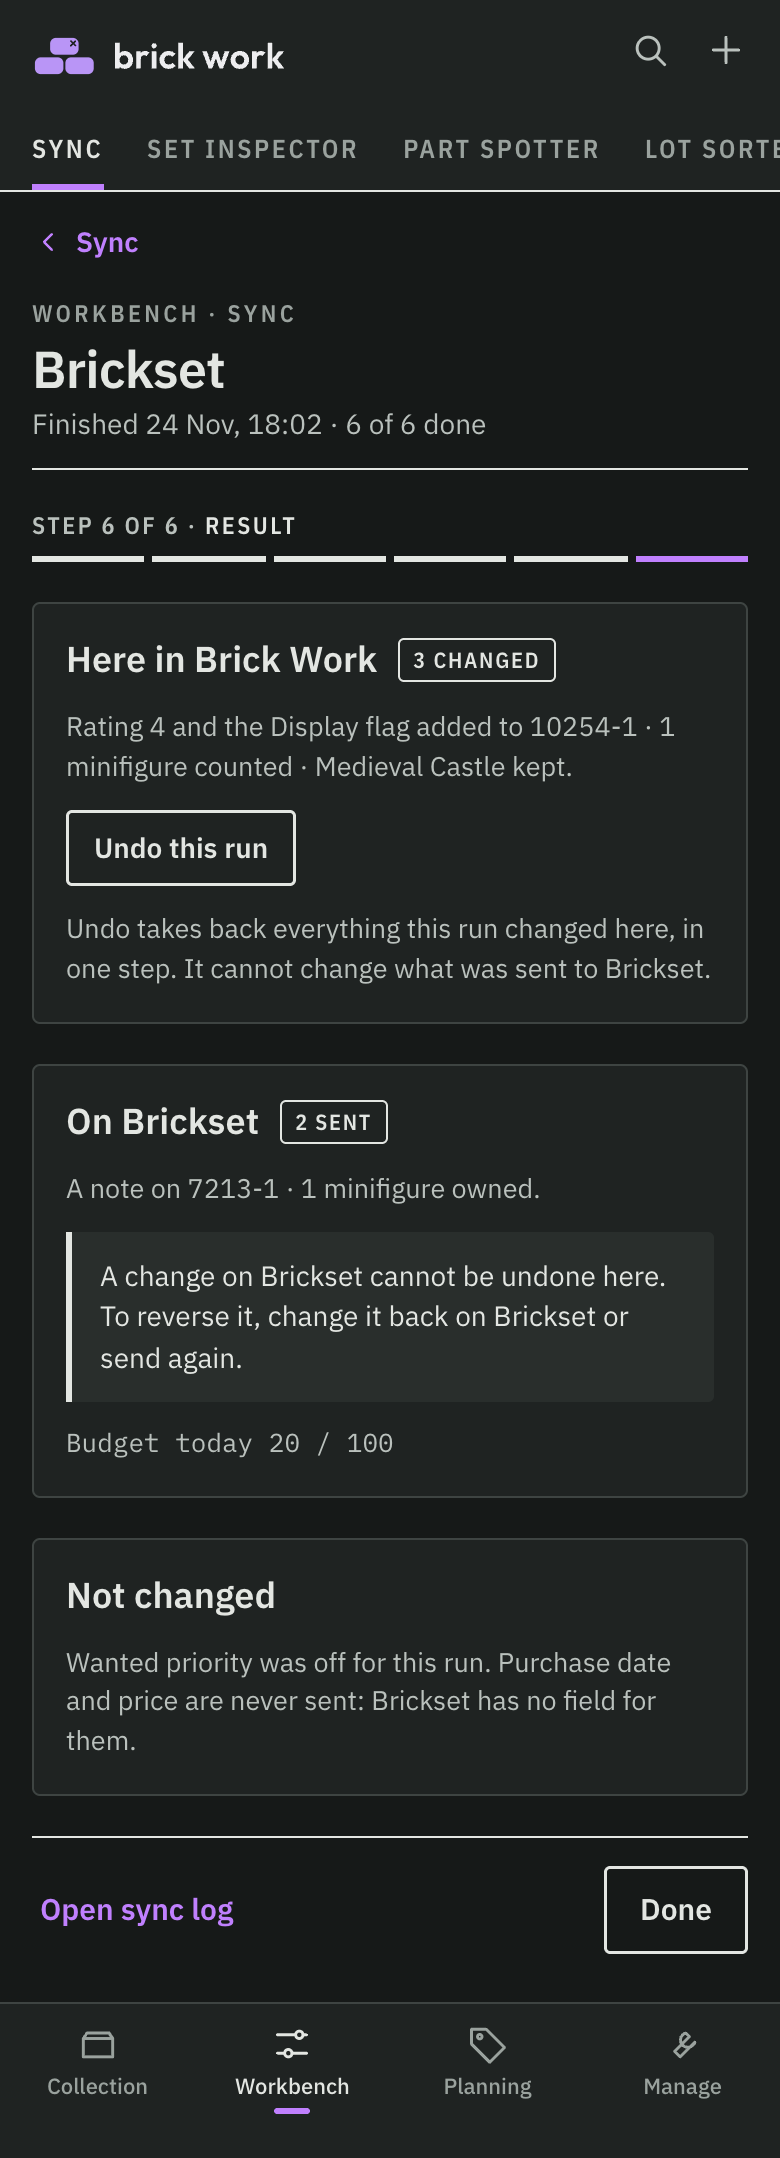 brick work
SYNC SET INSPECTOR PART SPOTTER LOT SORTE
Sync
WORKBENCH · SYNC
Brickset
Finished 24 Nov, 18:02 · 6 of 6 done
STEP 6 OF 6 · RESULT
Here in Brick Work 3 CHANGED
Rating 4 and the Display flag added to 10254-1 · 1
minifigure counted · Medieval Castle kept.
Undo this run
Undo takes back everything this run changed here, in
one step. It cannot change what was sent to Brickset.
On Brickset 2 SENT
A note on 7213-1 · 1 minifigure owned.
A change on Brickset cannot be undone here.
To reverse it, change it back on Brickset or
send again.
Budget today 20 / 100
Not changed
Wanted priority was off for this run. Purchase date
and price are never sent: Brickset has no field for
them.
Open sync log Done
Collection Workbench Planning Manage